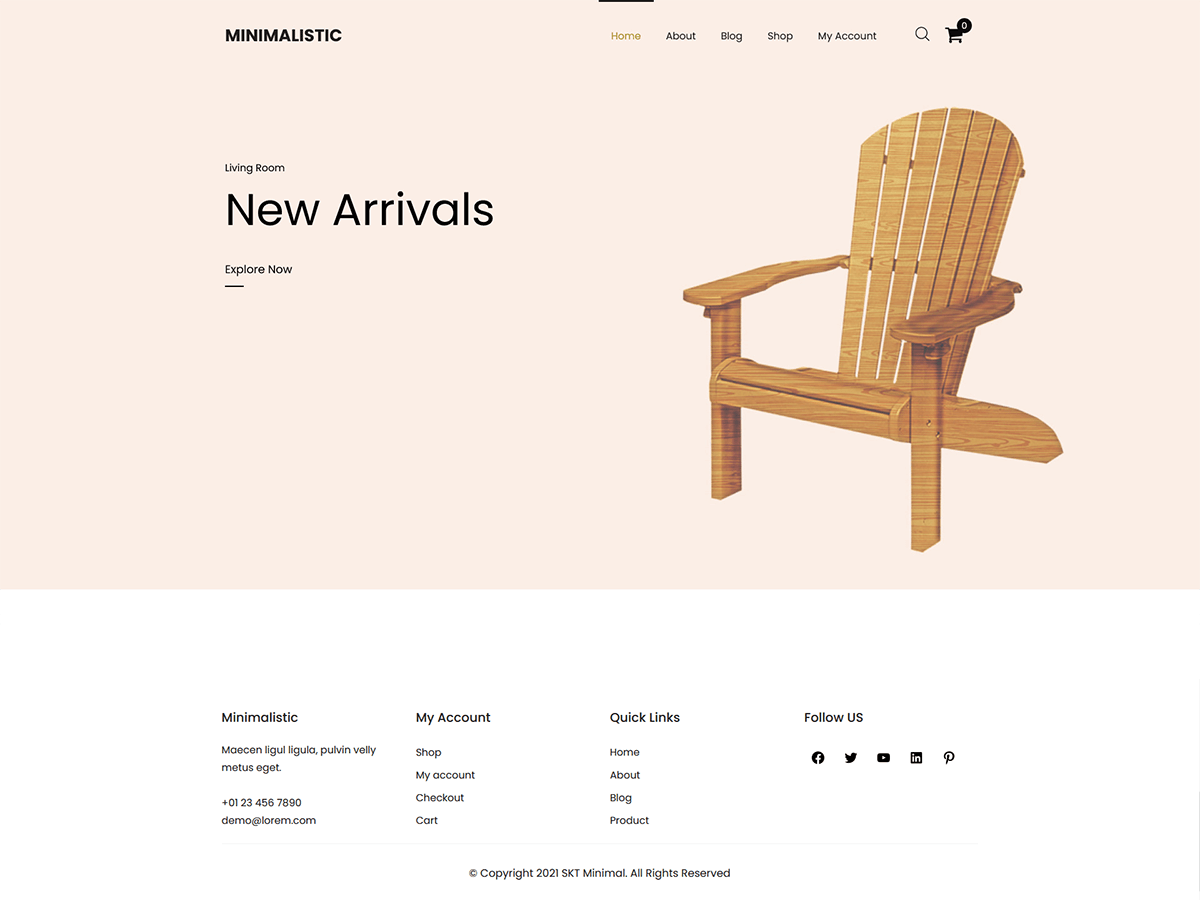 MINIMALISTIC
Home About Blog Shop My Account 0
Living Room
New Arrivals
Explore Now
Minimalistic
Maecen ligul ligula, pulvin velly
metus eget.
+01 23 456 7890
demo@lorem.com
My Account
Shop
My account
Checkout
Cart
Quick Links
Home
About
Blog
Product
Follow US
© Copyright 2021 SKT Minimal. All Rights Reserved